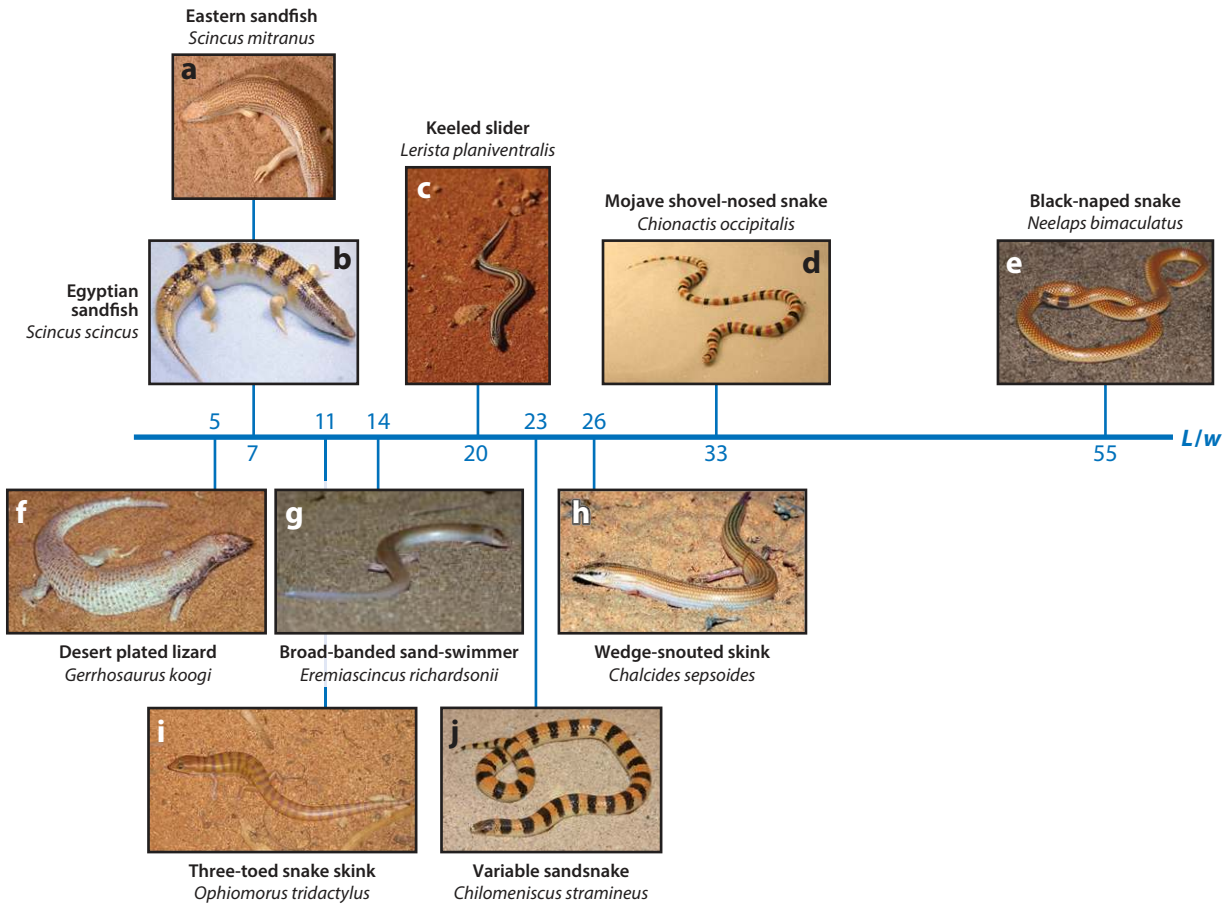 Eastern sandfish
Scincus mitranus
a
Keeled slider
Lerista planiventralis
c
Mojave shovel-nosed snake
Chionactis occipitalis
d
Black-naped snake
Neelaps bimaculatus
e
b
Egyptian
sandfish
Scincus scincus
5 11 14 23 26
7 20 33 55
L/w
f
g
h
Desert plated lizard
Gerrhosaurus koogi
Broad-banded sand-swimmer
Eremiascincus richardsonii
Wedge-snouted skink
Chalcides sepsoides
i
j
Three-toed snake skink
Ophiomorus tridactylus
Variable sandsnake
Chilomeniscus stramineus